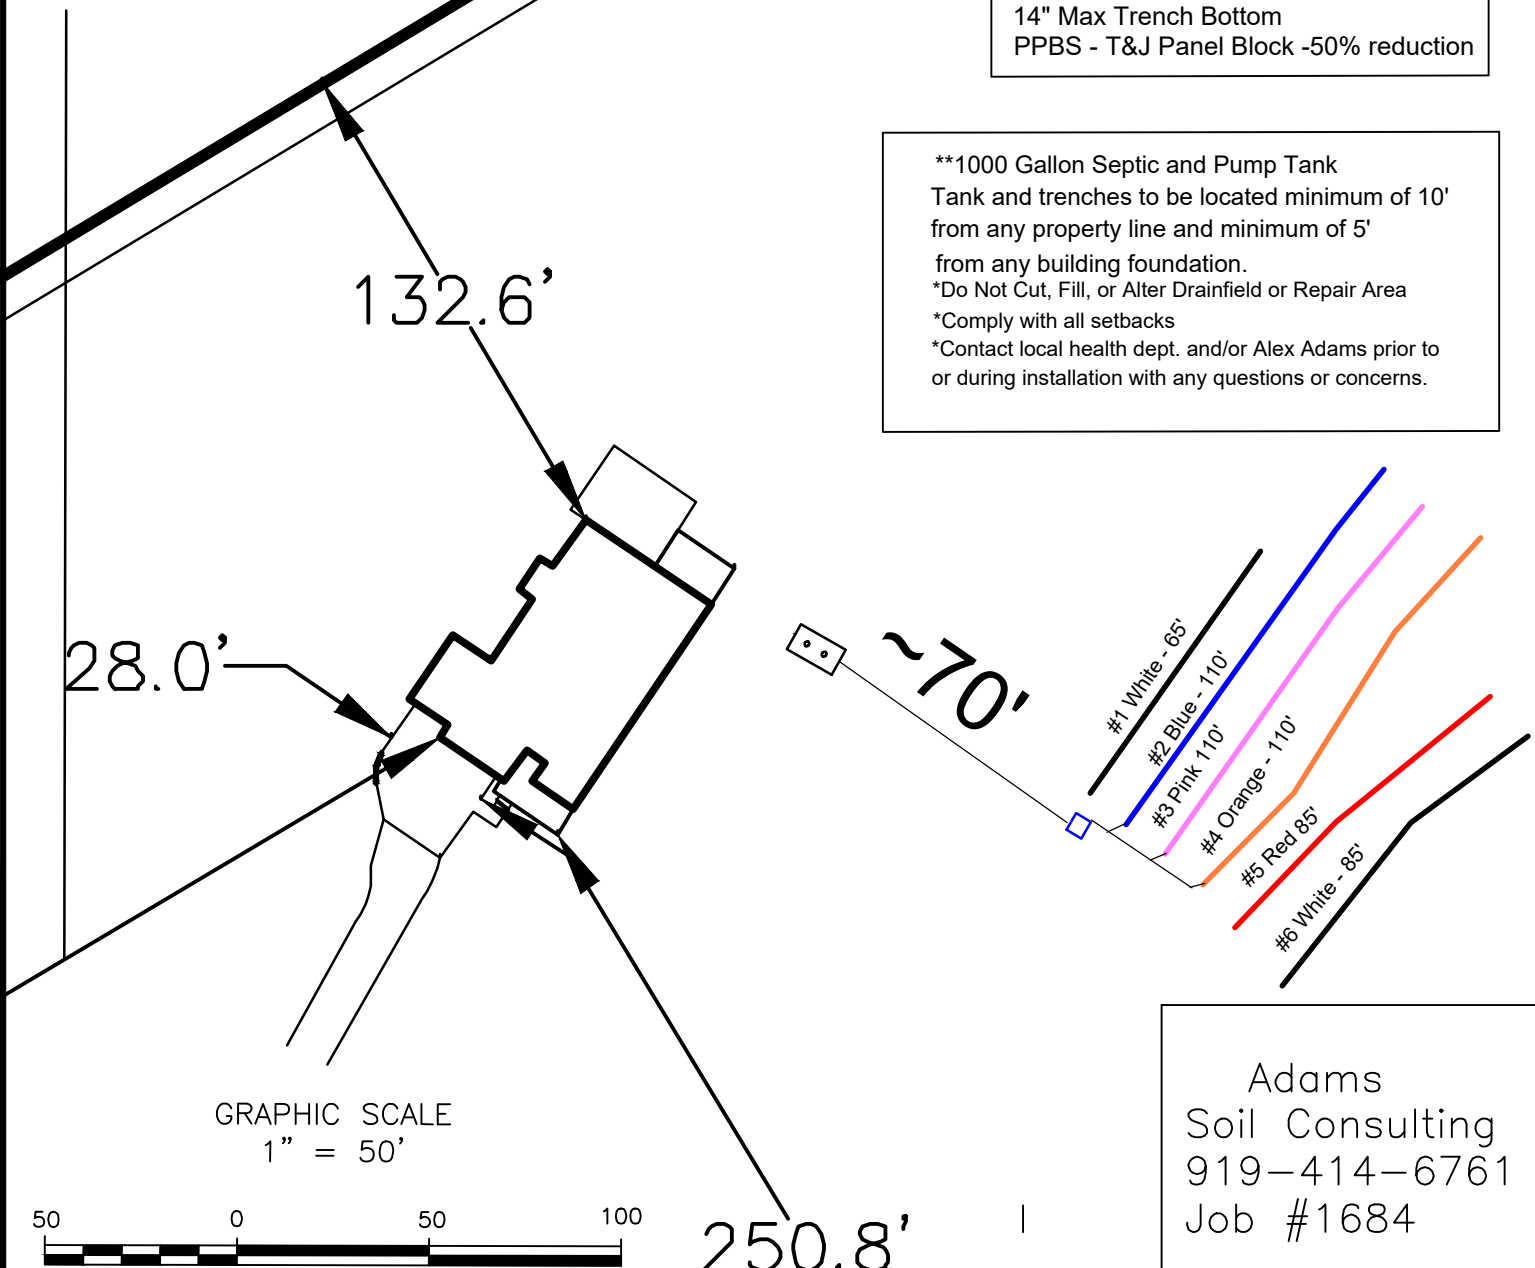 14" Max Trench Bottom
PPBS - T&J Panel Block -50% reduction
**1000 Gallon Septic and Pump Tank
Tank and trenches to be located minimum of 10'
from any property line and minimum of 5'
from any building foundation.
*Do Not Cut, Fill, or Alter Drainfield or Repair Area
*Comply with all setbacks
*Contact local health dept. and/or Alex Adams prior to
or during installation with any questions or concerns.
132.6'
28.0'
~70'
#1 White - 65'
#2 Blue - 110'
#3 Pink 110'
#4 Orange - 110'
#5 Red 85'
#6 White - 85'
GRAPHIC SCALE
1" = 50'
50 0 50 100
250.8'
Adams
Soil Consulting
919-414-6761
Job #1684